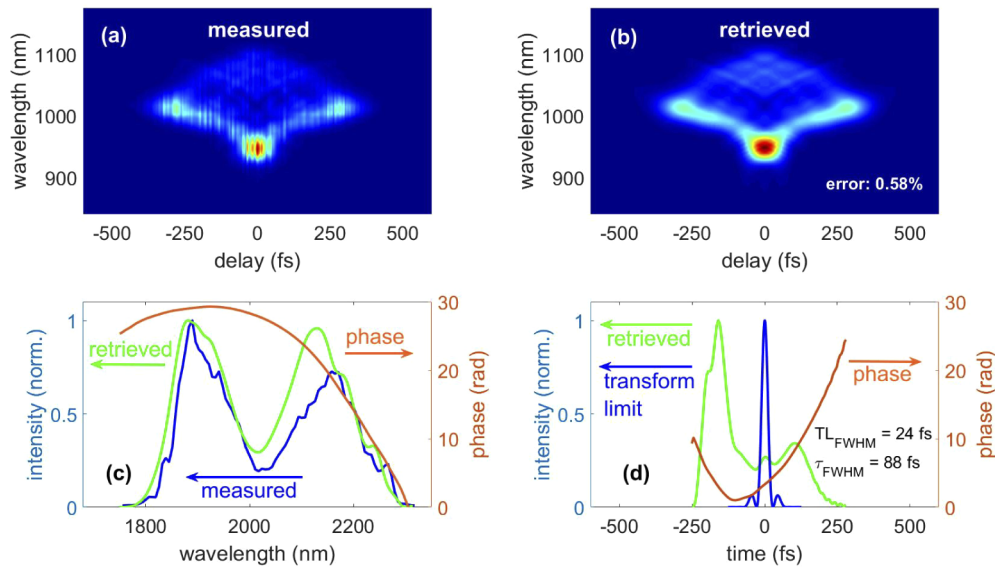 (a) measured
wavelength (nm)
1100
1000
900
-500 -250 0 250 500
delay (fs)
(b) retrieved
wavelength (nm)
1100
1000
900
error: 0.58%
-500 -250 0 250 500
delay (fs)
intensity (norm.)
1
0.5
0
retrieved
phase
measured
(c)
30
20
10
0
phase (rad)
1800 2000 2200
wavelength (nm)
intensity (norm.)
1
0.5
0
retrieved
transform
limit
phase
TL FWHM = 24 fs
τ FWHM = 88 fs
(d)
30
20
10
0
phase (rad)
-500 -250 0 250 500
time (fs)